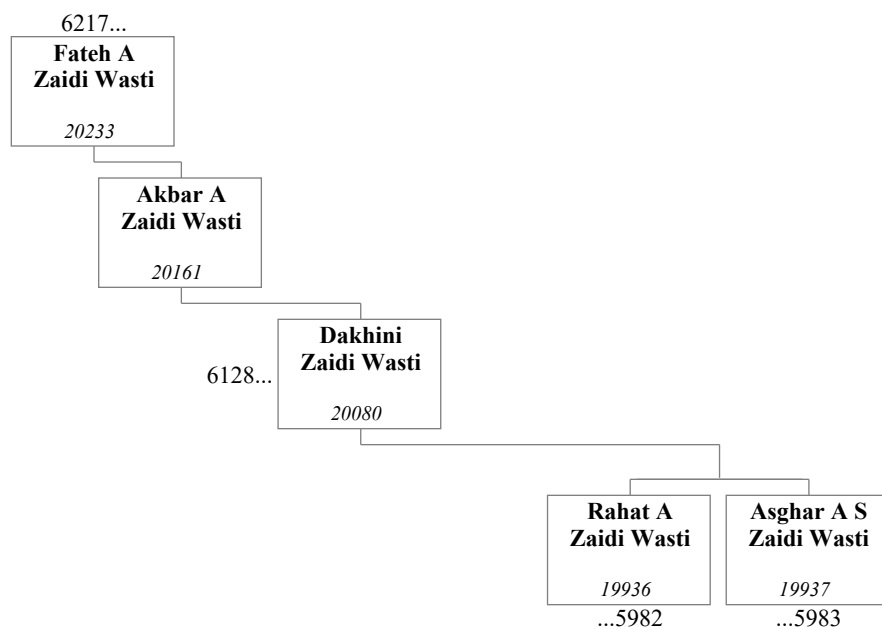 6217...
Fateh A
Zaidi Wasti
20233
Akbar A
Zaidi Wasti
20161
Dakhini
Zaidi Wasti
6128...
20080
Rahat A
Zaidi Wasti
19936
...5982
Asghar A S
Zaidi Wasti
19937
...5983